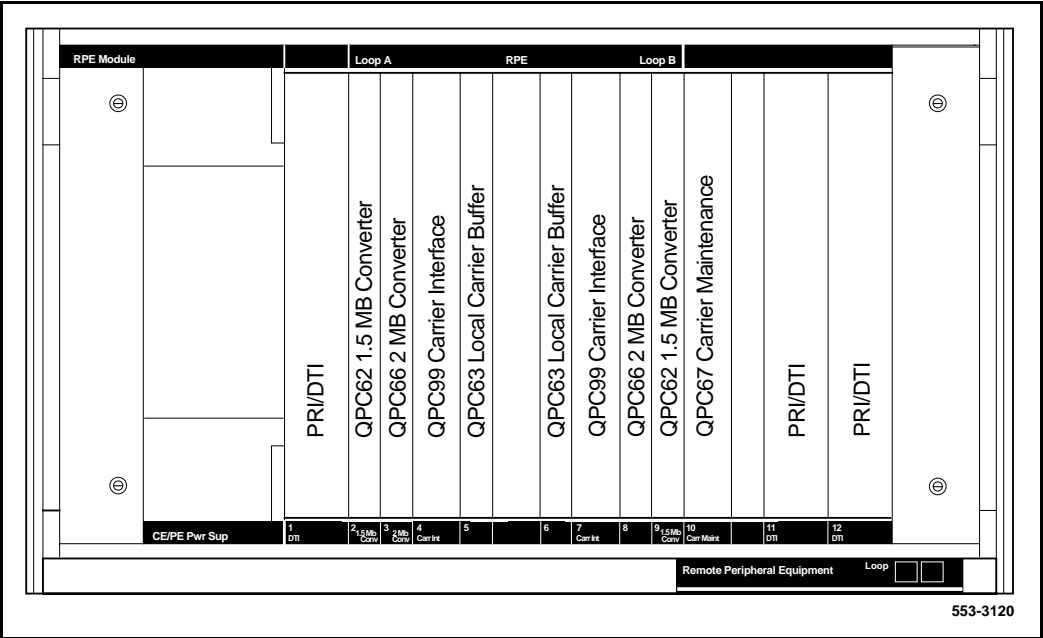 RPE Module
Loop A RPE Loop B
PRI/DTI
QPC62 1.5 MB Converter
QPC66 2 MB Converter
QPC99 Carrier Interface
QPC63 Local Carrier Buffer
QPC63 Local Carrier Buffer
QPC99 Carrier Interface
QPC66 2 MB Converter
QPC62 1.5 MB Converter
QPC67 Carrier Maintenance
PRI/DTI
PRI/DTI
CE/PE Pwr Sup
1
DTI
2 1.5 Mb
Conv
3 2 Mb
Conv
4
Carr Int
5
6
7
Carr Int
8
9 1.5 Mb
Conv
10
Carr Maint
11
DTI
12
DTI
Remote Peripheral Equipment Loop
553-3120